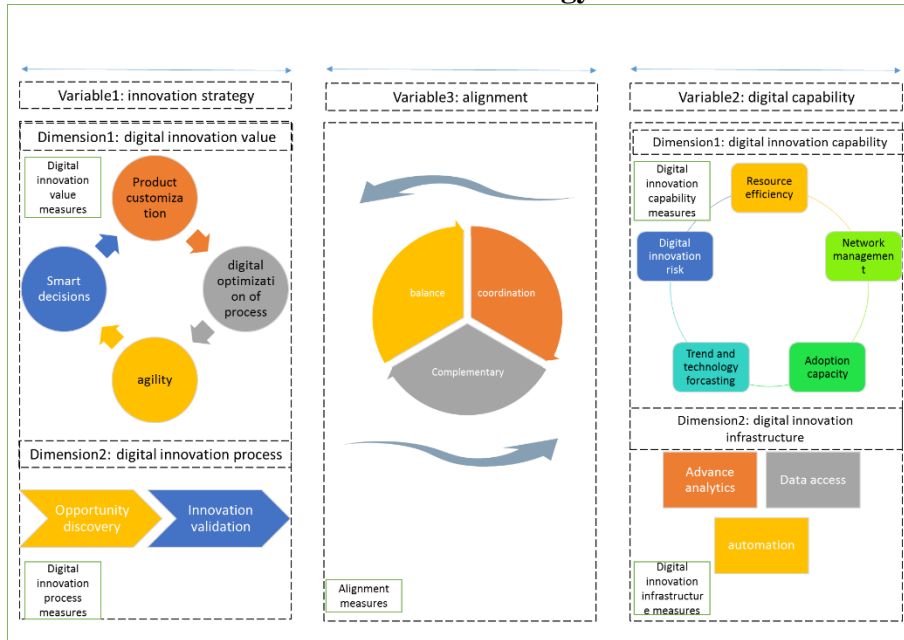 gy
Variable1: innovation strategy
Dimension1: digital innovation value
Digital
innovation
value
measures
Product
customiza
tion
Smart
decisions
digital
optimizati
on of
process
agility
Dimension2: digital innovation process
Opportunity
discovery
Innovation
validation
Digital
innovation
process
measures
Variable3: alignment
balance
coordination
Complementary
Alignment
measures
Variable2: digital capability
Dimension1: digital innovation capability
Digital
innovation
capability
measures
Resource
efficiency
Digital
innovation
risk
Network
managemen
t
Trend and
technology
forcasting
Adoption
capacity
Dimension2: digital innovation
infrastructure
Advance
analytics
Data access
automation
Digital
innovation
infrastructur
e measures